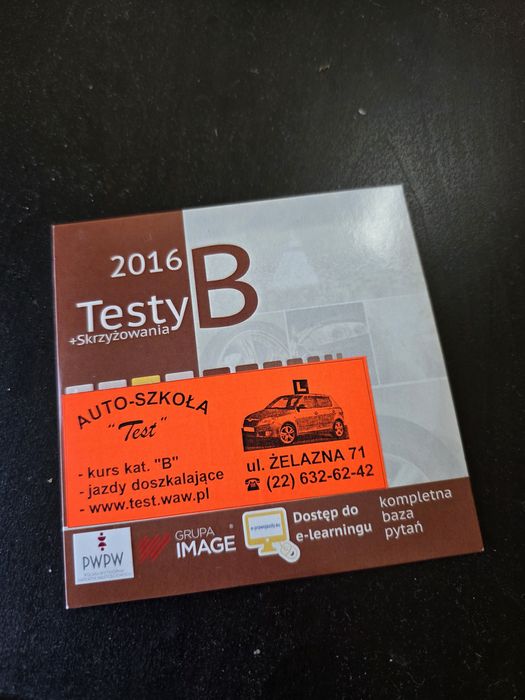 2016
B
Testy
+Skrzyżowania
AUTO-SZKOŁA
"Test"
- kurs kat. "B"
- jazdy doszkalające
- www.test.waw.pl
L
ul. ŻELAZNA 71
☎ (22) 632-62-42
PWPW
GRUPA
IMAGE
Dostęp do
e-learningu
kompletna
baza
pytań